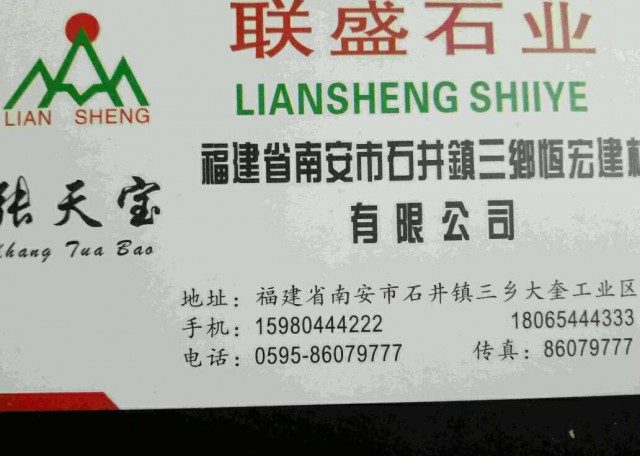 联盛石业
LIANSHENG SHIIYE
LIAN SHENG
福建省南安市石井鎮三鄉恆宏建材
有限公司
张天宝
Zhang Tua Bao
地址：福建省南安市石井镇三乡大奎工业区
手机：15980444222 18065444333
电话：0595-86079777 传真：86079777